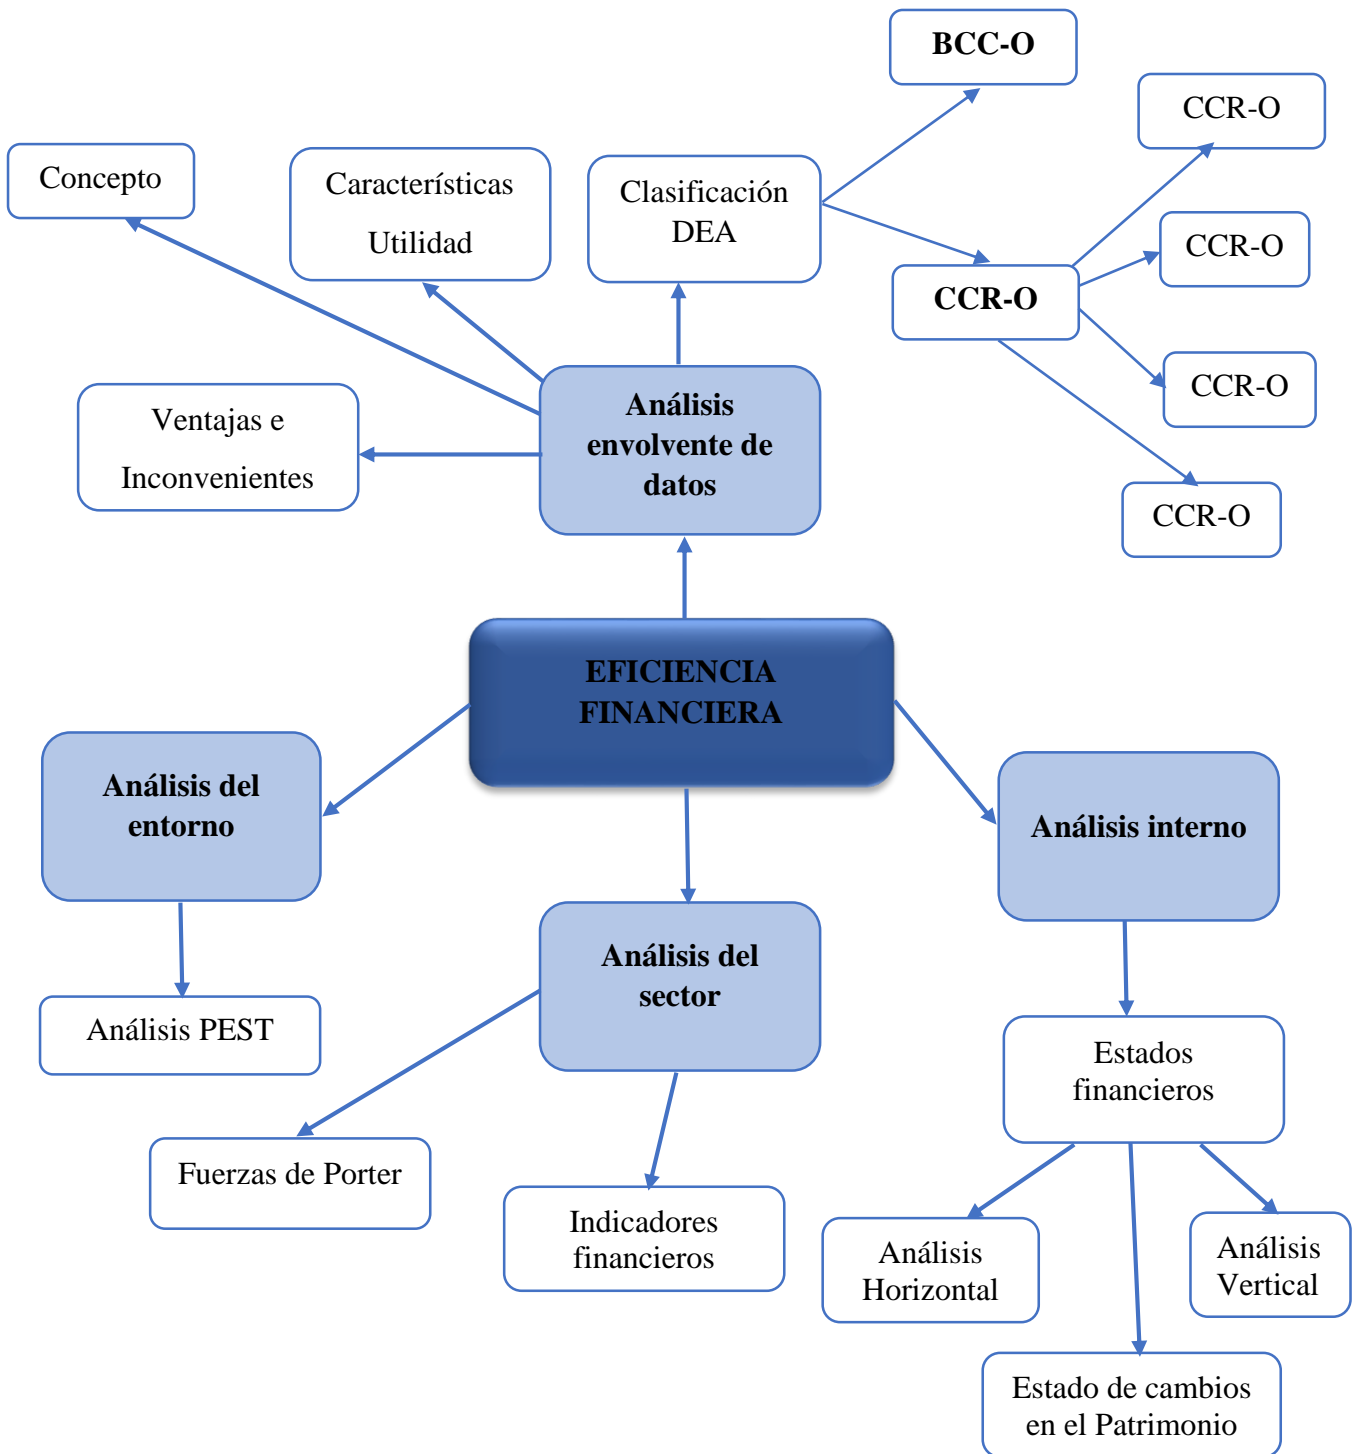 BCC-O
CCR-O
Concepto
Características
Utilidad
Clasificación
DEA
CCR-O
CCR-O
CCR-O
CCR-O
Ventajas e
Inconvenientes
Análisis
envolvente de
datos
EFICIENCIA
FINANCIERA
Análisis del
entorno
Análisis interno
Análisis del
sector
Análisis PEST
Estados
financieros
Fuerzas de Porter
Indicadores
financieros
Análisis
Horizontal
Análisis
Vertical
Estado de cambios
en el Patrimonio